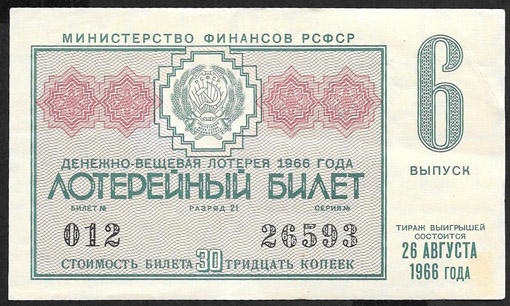 МИНИСТЕРСТВО ФИНАНСОВ РСФСР
ДЕНЕЖНО-ВЕЩЕВАЯ ЛОТЕРЕЯ 1966 ГОДА
ЛОТЕРЕЙНЫЙ БИЛЕТ
БИЛЕТ № РАЗРЯД 21 СЕРИЯ №
012 26593
СТОИМОСТЬ БИЛЕТА 30 ТРИДЦАТЬ КОПЕЕК
6
ВЫПУСК
ТИРАЖ ВЫИГРЫШЕЙ
СОСТОИТСЯ
26 АВГУСТА
1966 ГОДА